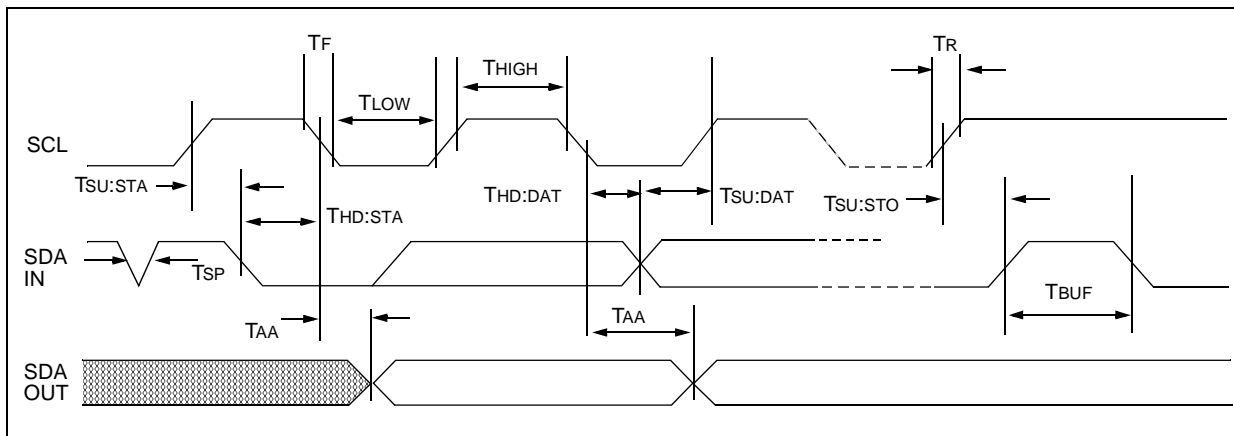 TF
TR
THIGH
TLOW
SCL
TSU:STA
THD:DAT
TSU:DAT
TSU:STO
THD:STA
SDA
IN
TSP
TBUF
TAA
TAA
SDA
OUT